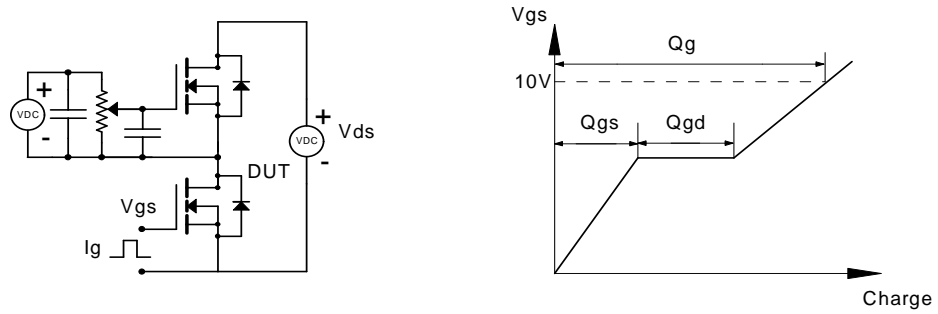 +
VDC
-
+
VDC
-
Vds
DUT
Vgs
Ig
Vgs
Qg
10V
Qgs
Qgd
Charge